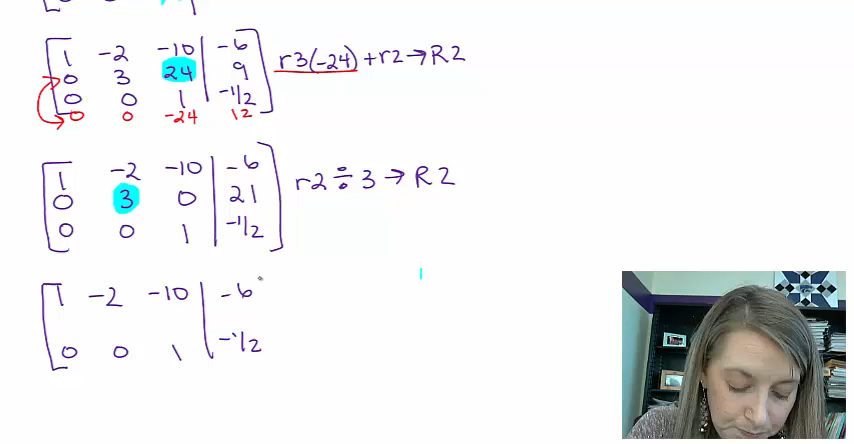 1 -2 -10 | -6
0 3 24 | 9 r3(-24) + r2 → R2
0 0 1 | -1/2
0 0 -24 12
1 -2 -10 | -6
0 3 0 | 21 r2 ÷ 3 → R2
0 0 1 | -1/2
1 -2 -10 | -6
0 0 1 | -1/2